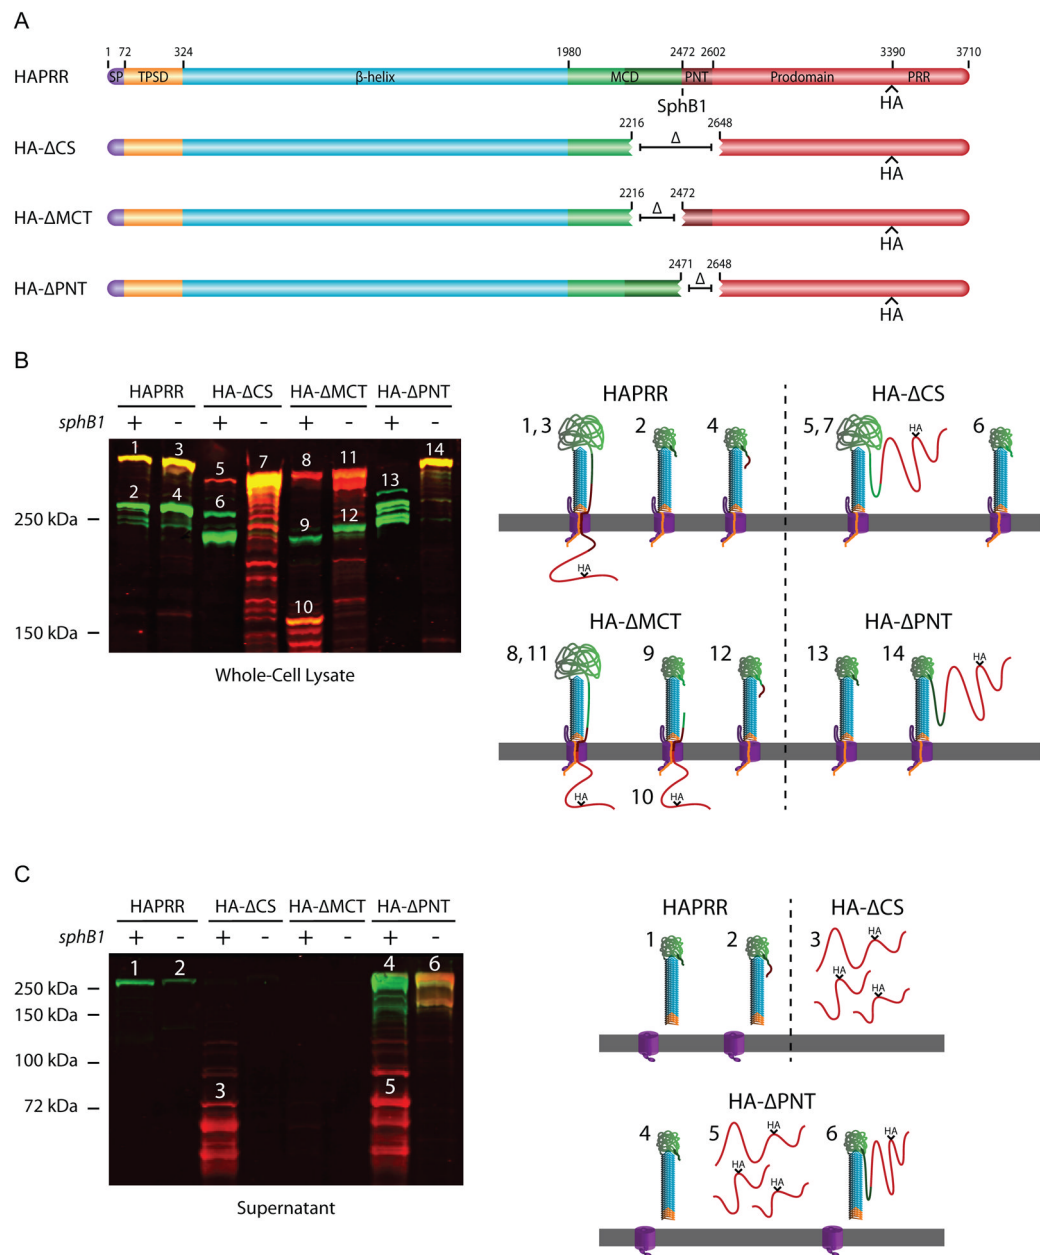 A
1 72 324 1980 2472 2602 3390 3710
HAPRR SP TPSD β-helix MCD PNT Prodomain PRR
SphB1 HA
2216 Δ 2648
HA-ΔCS
HA
2216 Δ 2472
HA-ΔMCT
HA
2471 Δ 2648
HA-ΔPNT
HA
B
HAPRR HA-ΔCS HA-ΔMCT HA-ΔPNT
sphB1 + - + - + - + -
1 3 5 7 8 11 13 14
2 4 6 9 12
10
250 kDa
150 kDa
Whole-Cell Lysate
HAPRR HA-ΔCS
1, 3 2 4 5, 7 HA 6
HA
HA-ΔMCT HA-ΔPNT
8, 11 9 12 13 14 HA
HA 10 HA
C
HAPRR HA-ΔCS HA-ΔMCT HA-ΔPNT
sphB1 + - + - + - + -
1 2 4 6
3 5
250 kDa
150 kDa
100 kDa
72 kDa
Supernatant
HAPRR HA-ΔCS
1 2 3 HA
HA
HA
HA-ΔPNT
4 5 HA 6 HA
HA
HA